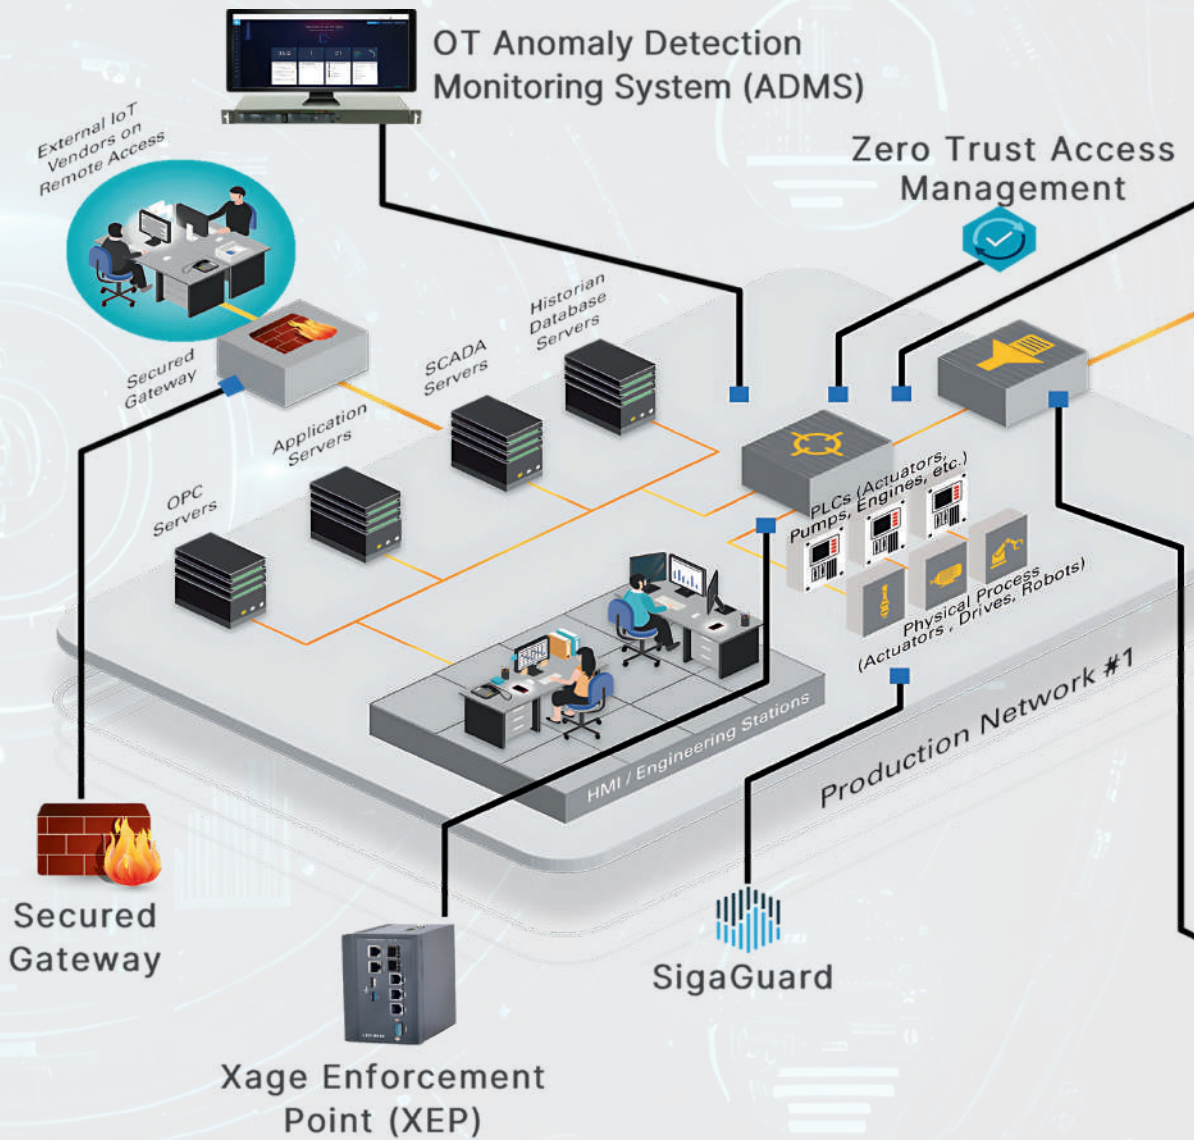 OT Anomaly Detection
Monitoring System (ADMS)
External IoT
Vendors on
Remote Access
Zero Trust Access
Management
Historian
Database
Servers
SCADA
Servers
Secured
Gateway
Application
Servers
OPC
Servers
PLCs (Actuators,
Pumps, Engines, etc.)
Physical Process
(Actuators , Drives, Robots)
HMI / Engineering Stations
Production Network #1
Secured
Gateway
SigaGuard
Xage Enforcement
Point (XEP)